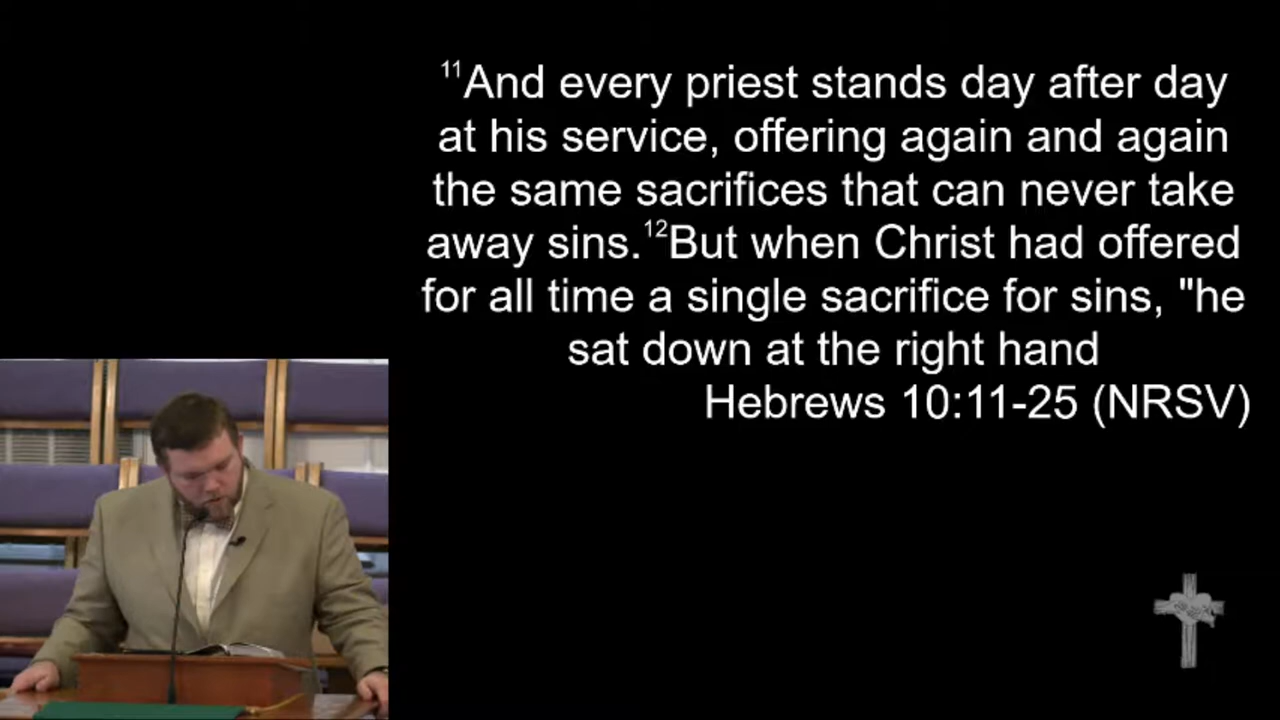 ¹¹And every priest stands day after day
at his service, offering again and again
the same sacrifices that can never take
away sins.¹²But when Christ had offered
for all time a single sacrifice for sins, "he
sat down at the right hand
Hebrews 10:11-25 (NRSV)